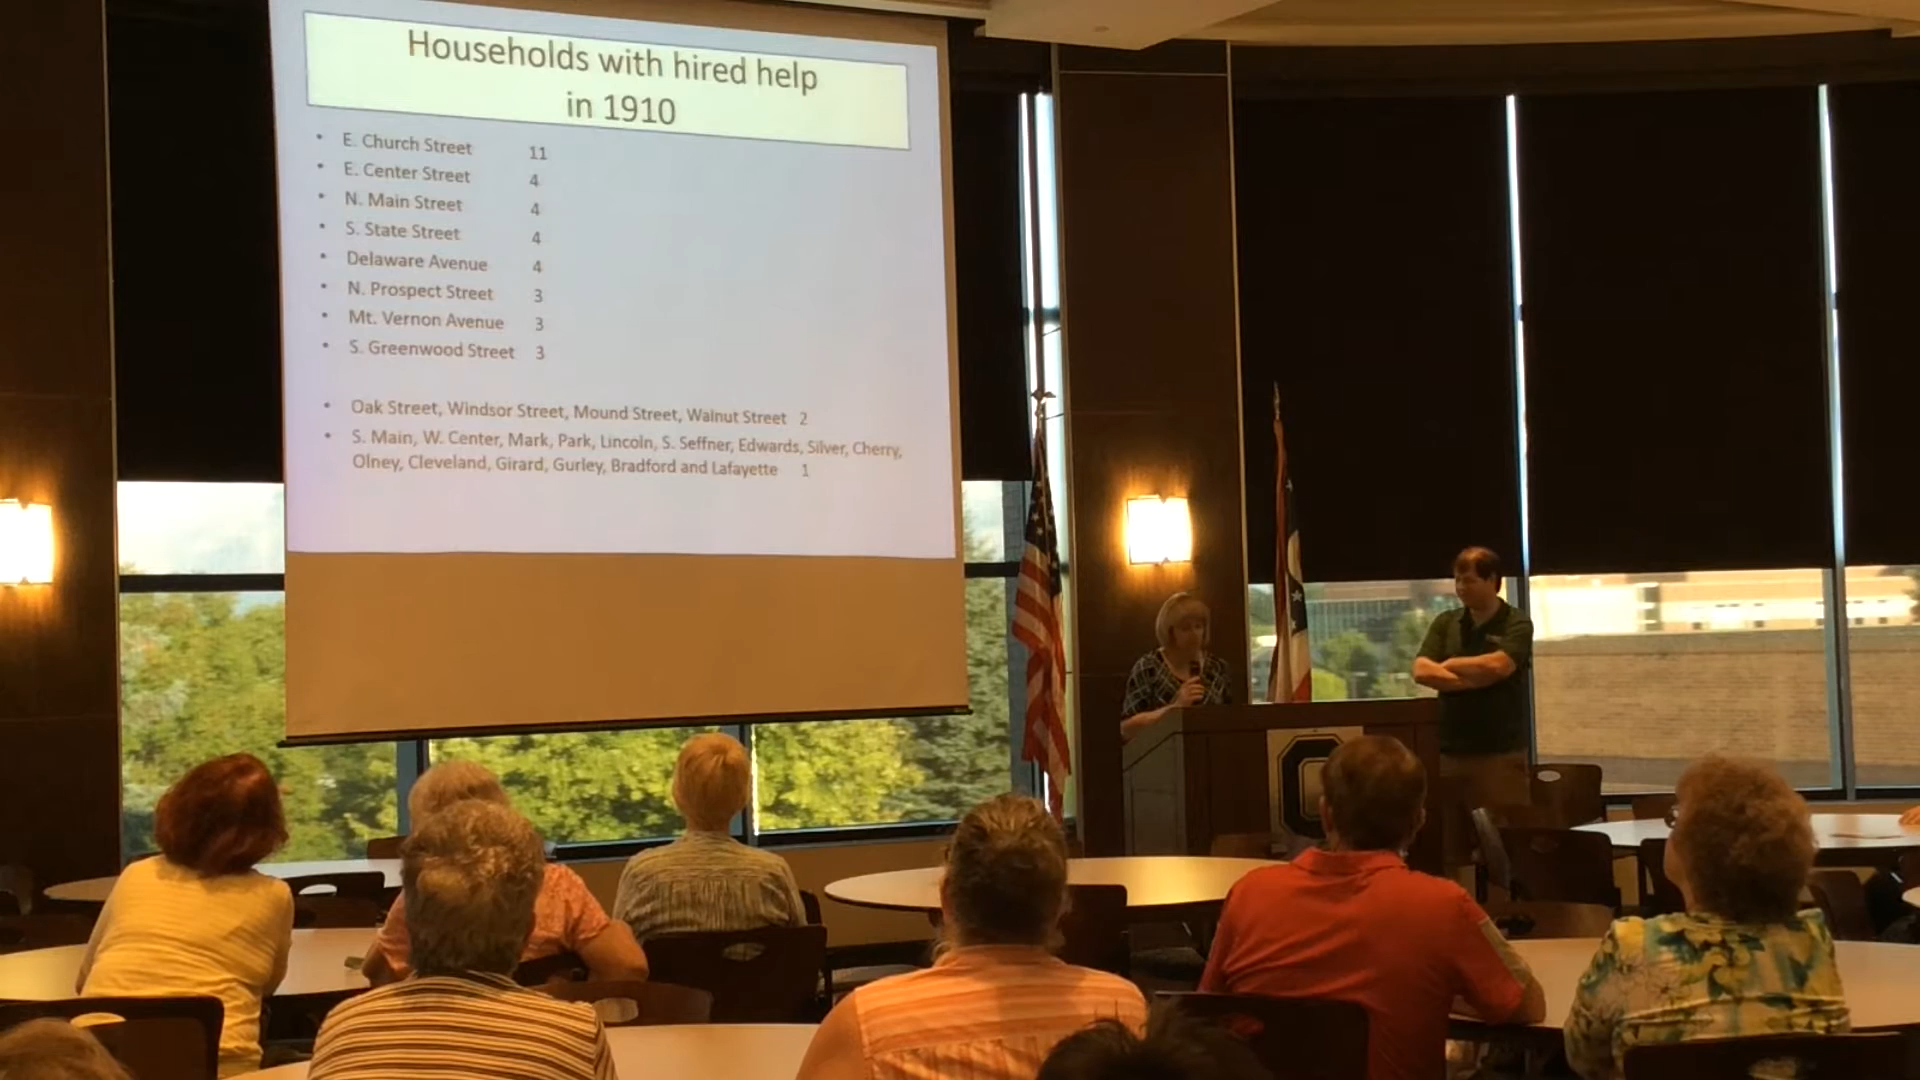 Households with hired help
in 1910
• E. Church Street 11
• E. Center Street 4
• N. Main Street 4
• S. State Street 4
• Delaware Avenue 4
• N. Prospect Street 3
• Mt. Vernon Avenue 3
• S. Greenwood Street 3
• Oak Street, Windsor Street, Mound Street, Walnut Street 2
• S. Main, W. Center, Mark, Park, Lincoln, S. Seffner, Edwards, Silver, Cherry,
Olney, Cleveland, Girard, Gurley, Bradford and Lafayette 1